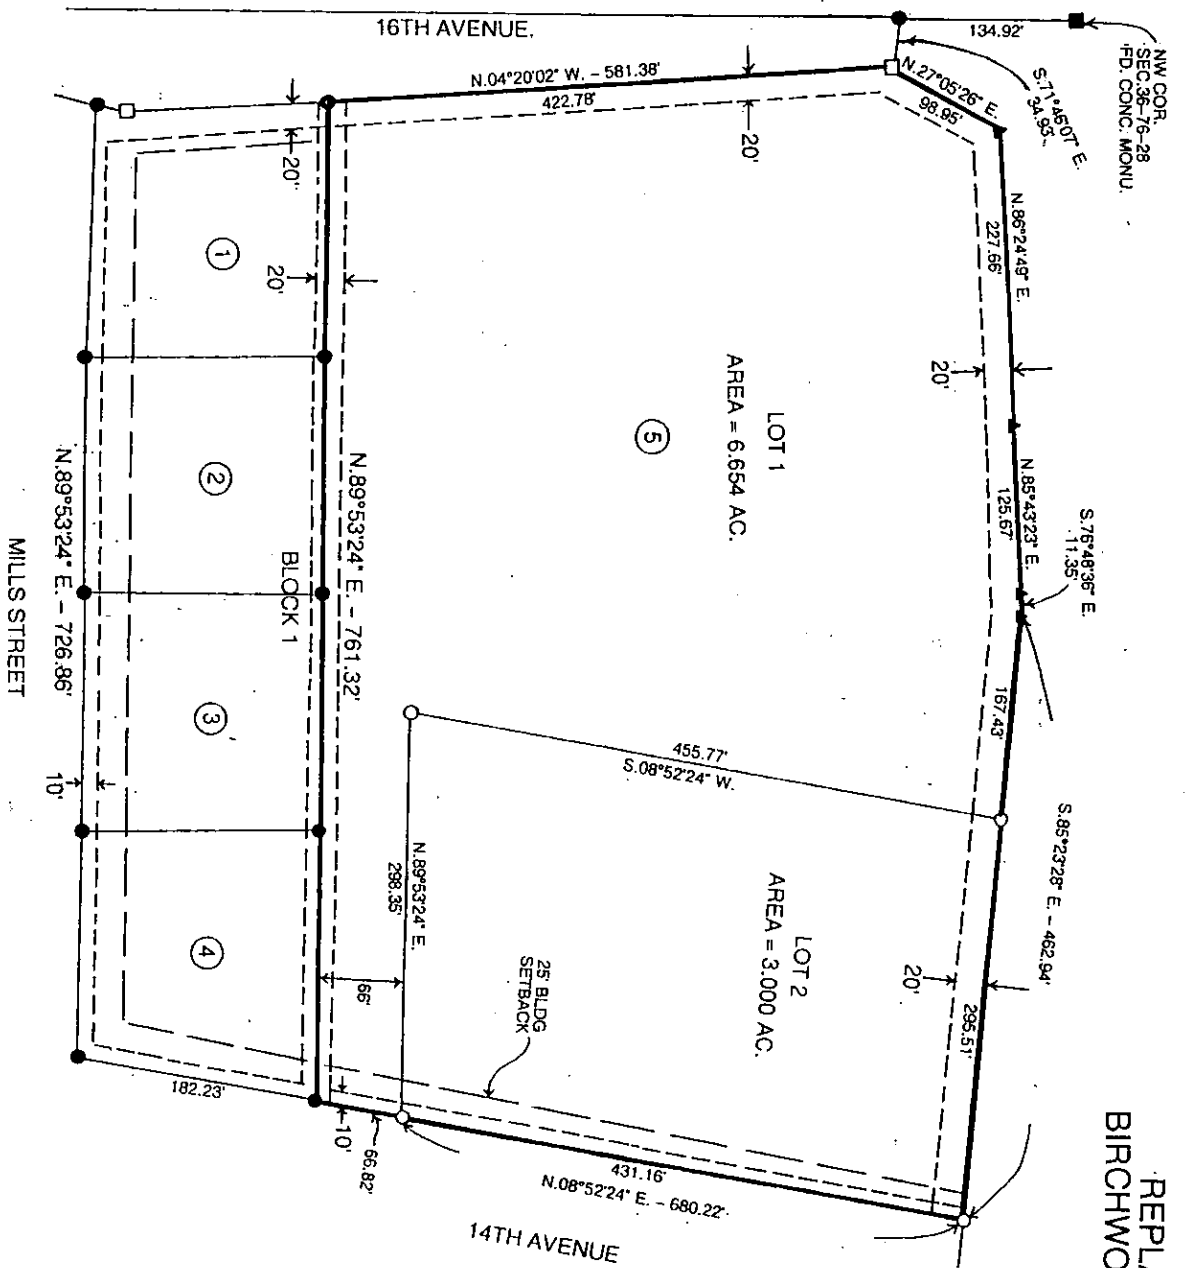 REPLA
BIRCHWO
NW COR.
SEC.36-76-28
FD. CONC. MONU.
134.92'
S.71°46'07" E.
34.93'
16TH AVENUE.
N.27°05'26" E.
98.95'
N.04°20'02" W. - 581.38'
422.78'
20'
20'
N.86°24'49" E.
227.66'
20'
N.85°43'23" E.
125.67'
S.76°48'36" E.
11.35'
167.43'
S.85°23'28" E. - 462.94'
295.51'
20'
LOT 1
AREA = 6.654 AC.
5
455.77'
S.08°52'24" W.
LOT 2
AREA = 3.000 AC.
N.89°53'24" E.
298.35'
66'
25' BLDG
SETBACK
N.89°53'24" E. - 761.32'
20'
BLOCK 1
1
2
3
4
10'
66.82'
431.16'
N.08°52'24" E. - 680.22'
14TH AVENUE
182.23'
10'
N.89°53'24" E. - 726.86'
MILLS STREET